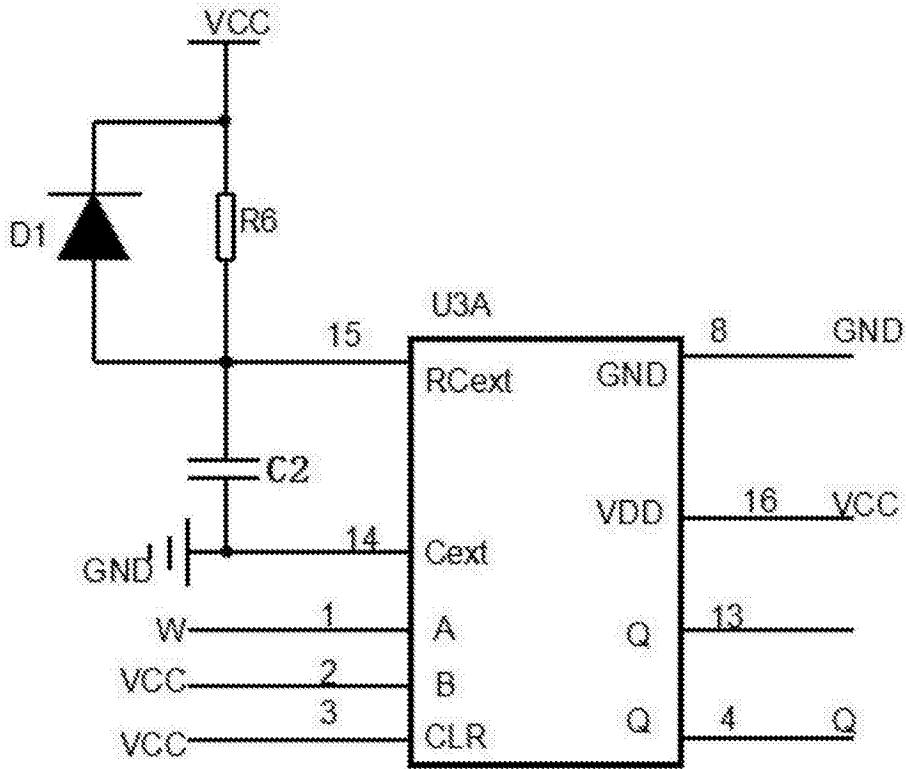 VCC
D1
R6
U3A
15
8
GND
RCext
GND
C2
VDD
16
VCC
14
GND
Cext
W
1
A
Q
13
VCC
2
B
VCC
3
CLR
Q
4
Q